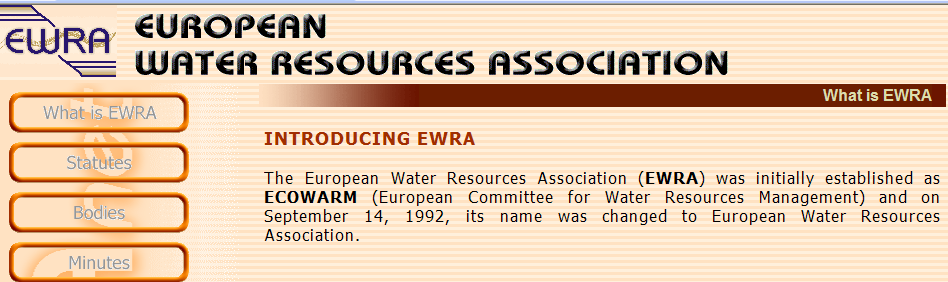 EWRA
EUROPEAN
WATER RESOURCES ASSOCIATION
What is EWRA
What is EWRA
Statutes
Bodies
Minutes
INTRODUCING EWRA
The European Water Resources Association (EWRA) was initially established as
ECOWARM (European Committee for Water Resources Management) and on
September 14, 1992, its name was changed to European Water Resources
Association.